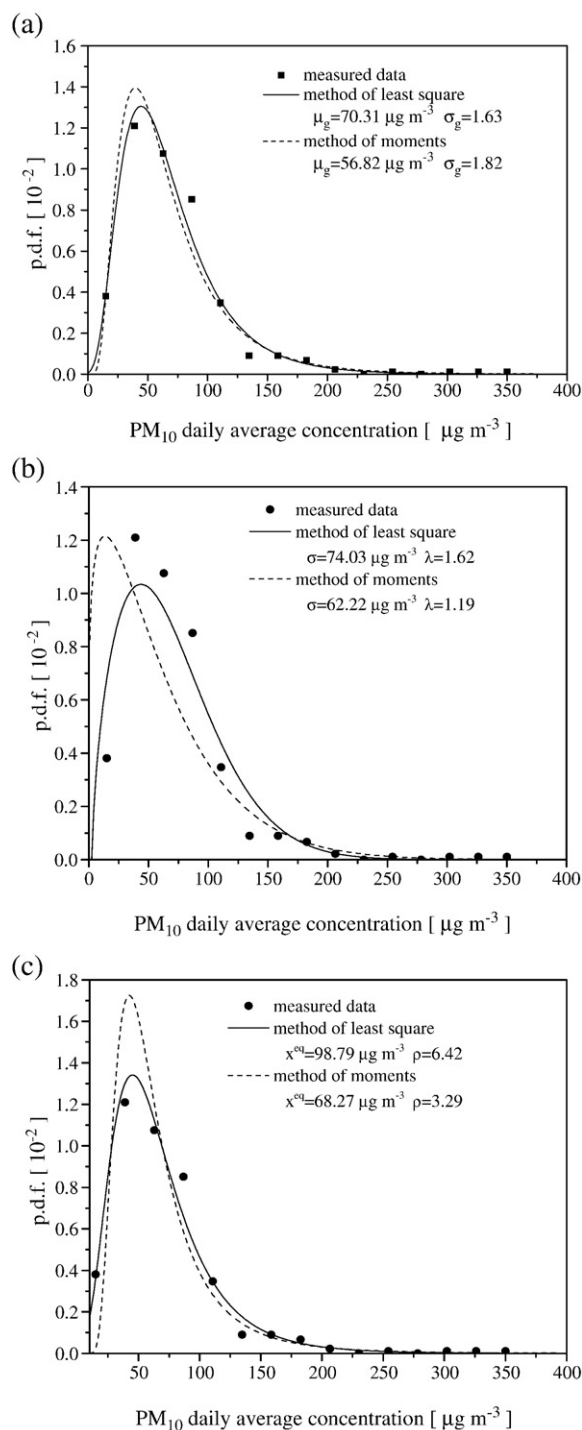 (a)
1.6
1.4
1.2
1.0
0.8
0.6
0.4
0.2
0.0
p.d.f. [ 10⁻² ]
measured data
method of least square
μg=70.31 μg m⁻³ σg=1.63
method of moments
μg=56.82 μg m⁻³ σg=1.82
0 50 100 150 200 250 300 350 400
PM₁₀ daily average concentration [ μg m⁻³ ]
(b)
1.4
1.2
1.0
0.8
0.6
0.4
0.2
0.0
p.d.f. [ 10⁻² ]
measured data
method of least square
σ=74.03 μg m⁻³ λ=1.62
method of moments
σ=62.22 μg m⁻³ λ=1.19
0 50 100 150 200 250 300 350 400
PM₁₀ daily average concentration [ μg m⁻³ ]
(c)
1.8
1.6
1.4
1.2
1.0
0.8
0.6
0.4
0.2
0.0
p.d.f. [ 10⁻² ]
measured data
method of least square
x^eq=98.79 μg m⁻³ ρ=6.42
method of moments
x^eq=68.27 μg m⁻³ ρ=3.29
50 100 150 200 250 300 350 400
PM₁₀ daily average concentration [ μg m⁻³ ]